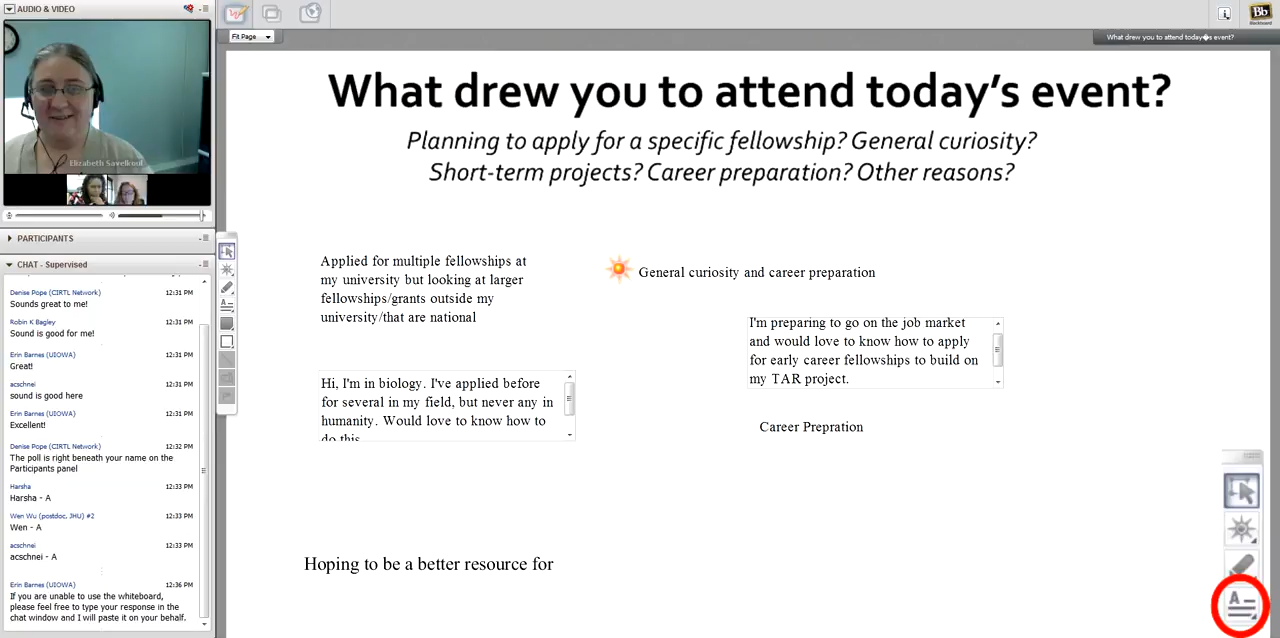 AUDIO & VIDEO
Elizabeth Savelkoul
PARTICIPANTS
CHAT - Supervised
Denise Pope (CIRTL Network) 12:31 PM
Sounds great to me!
Robin K Bagley 12:31 PM
Sound is good for me!
Erin Barnes (UIOWA) 12:31 PM
Great!
acschnei 12:31 PM
sound is good here
Erin Barnes (UIOWA) 12:31 PM
Excellent!
Denise Pope (CIRTL Network) 12:32 PM
The poll is right beneath your name on the
Participants panel
Harsha 12:33 PM
Harsha - A
Wen Wu (postdoc, JHU) #2 12:33 PM
Wen - A
acschnei 12:33 PM
acschnei - A
Erin Barnes (UIOWA) 12:36 PM
If you are unable to use the whiteboard,
please feel free to type your response in the
chat window and I will paste it on your behalf.
Fit Page
Bb
Blackboard
What drew you to attend today�s event?
What drew you to attend today's event?
Planning to apply for a specific fellowship? General curiosity?
Short-term projects? Career preparation? Other reasons?
Applied for multiple fellowships at
my university but looking at larger
fellowships/grants outside my
university/that are national
General curiosity and career preparation
I'm preparing to go on the job market
and would love to know how to apply
for early career fellowships to build on
my TAR project.
Hi, I'm in biology. I've applied before
for several in my field, but never any in
humanity. Would love to know how to
do this
Career Prepration
Hoping to be a better resource for
A
A